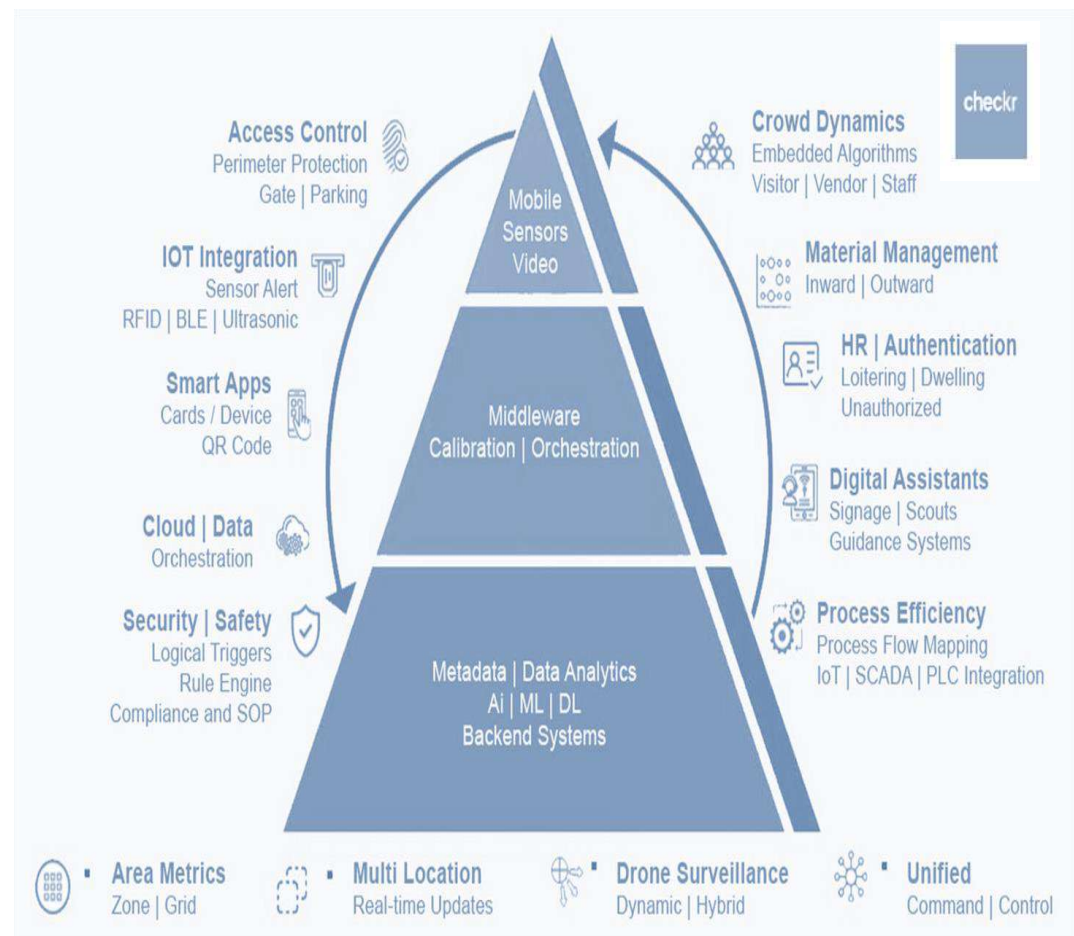 checkr
Access Control
Perimeter Protection
Gate | Parking
IOT Integration
Sensor Alert
RFID | BLE | Ultrasonic
Smart Apps
Cards / Device
QR Code
Cloud | Data
Orchestration
Security | Safety
Logical Triggers
Rule Engine
Compliance and SOP
Mobile
Sensors
Video
Middleware
Calibration | Orchestration
Metadata | Data Analytics
Ai | ML | DL
Backend Systems
Crowd Dynamics
Embedded Algorithms
Visitor | Vendor | Staff
Material Management
Inward | Outward
HR | Authentication
Loitering | Dwelling
Unauthorized
Digital Assistants
Signage | Scouts
Guidance Systems
Process Efficiency
Process Flow Mapping
IoT | SCADA | PLC Integration
Area Metrics
Zone | Grid
Multi Location
Real-time Updates
Drone Surveillance
Dynamic | Hybrid
Unified
Command | Control